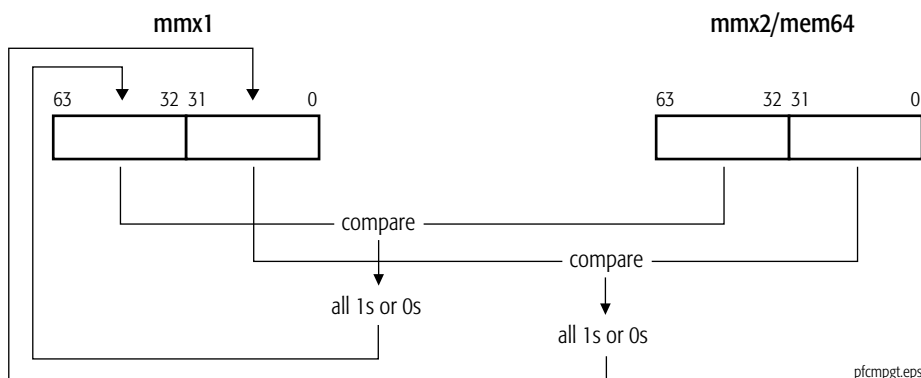 mmx1 mmx2/mem64
63 32 31 0 63 32 31 0
compare
compare
all 1s or 0s
all 1s or 0s
pfcmpgt.eps